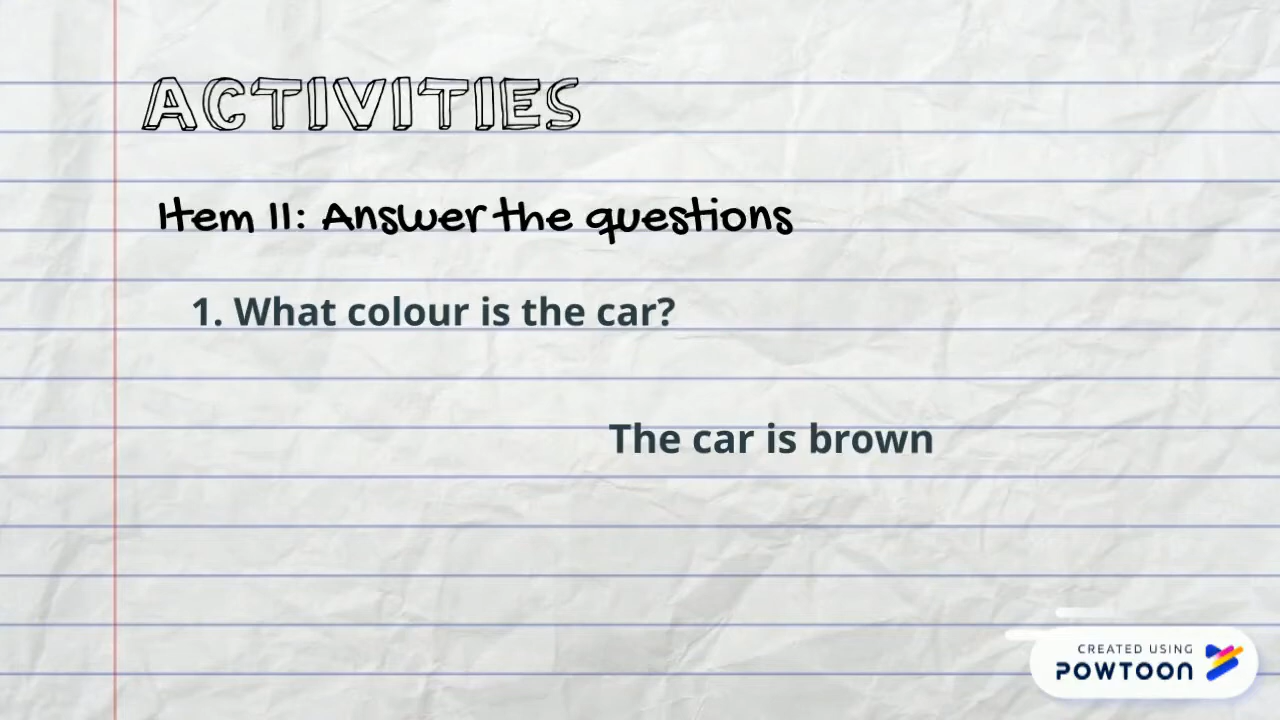 ACTIVITIES
Item II: Answer the questions
1. What colour is the car?
The car is brown
CREATED USING
POWTOON